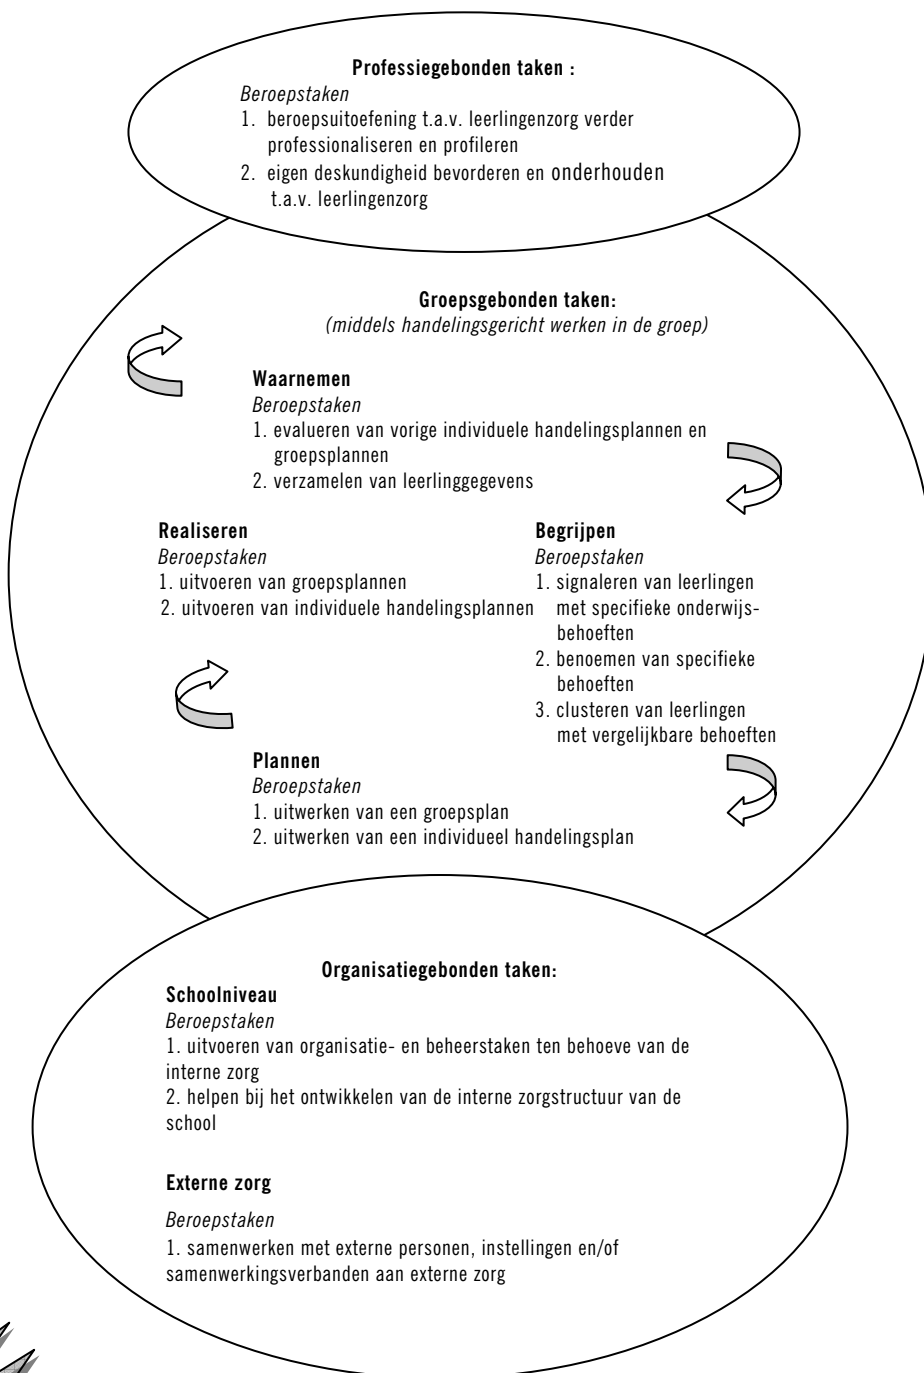 Professiegebonden taken :
Beroepstaken
1. beroepsuitoefening t.a.v. leerlingenzorg verder
professionaliseren en profileren
2. eigen deskundigheid bevorderen en onderhouden
t.a.v. leerlingenzorg
Groepsgebonden taken:
(middels handelingsgericht werken in de groep)
Waarnemen
Beroepstaken
1. evalueren van vorige individuele handelingsplannen en
groepsplannen
2. verzamelen van leerlinggegevens
Realiseren
Beroepstaken
1. uitvoeren van groepsplannen
2. uitvoeren van individuele handelingsplannen
Begrijpen
Beroepstaken
1. signaleren van leerlingen
met specifieke onderwijs-
behoeften
2. benoemen van specifieke
behoeften
3. clusteren van leerlingen
met vergelijkbare behoeften
Plannen
Beroepstaken
1. uitwerken van een groepsplan
2. uitwerken van een individueel handelingsplan
Organisatiegebonden taken:
Schoolniveau
Beroepstaken
1. uitvoeren van organisatie- en beheerstaken ten behoeve van de
interne zorg
2. helpen bij het ontwikkelen van de interne zorgstructuur van de
school
Externe zorg
Beroepstaken
1. samenwerken met externe personen, instellingen en/of
samenwerkingsverbanden aan externe zorg